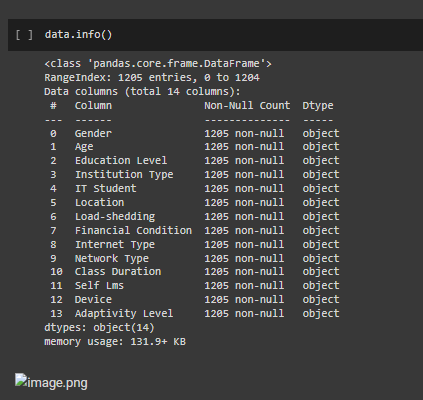 [ ] data.info()
<class 'pandas.core.frame.DataFrame'>
RangeIndex: 1205 entries, 0 to 1204
Data columns (total 14 columns):
 #   Column               Non-Null Count  Dtype
---  ------               --------------  -----
 0   Gender               1205 non-null   object
 1   Age                  1205 non-null   object
 2   Education Level      1205 non-null   object
 3   Institution Type     1205 non-null   object
 4   IT Student           1205 non-null   object
 5   Location             1205 non-null   object
 6   Load-shedding        1205 non-null   object
 7   Financial Condition  1205 non-null   object
 8   Internet Type        1205 non-null   object
 9   Network Type         1205 non-null   object
 10  Class Duration       1205 non-null   object
 11  Self Lms             1205 non-null   object
 12  Device               1205 non-null   object
 13  Adaptivity Level     1205 non-null   object
dtypes: object(14)
memory usage: 131.9+ KB
image.png